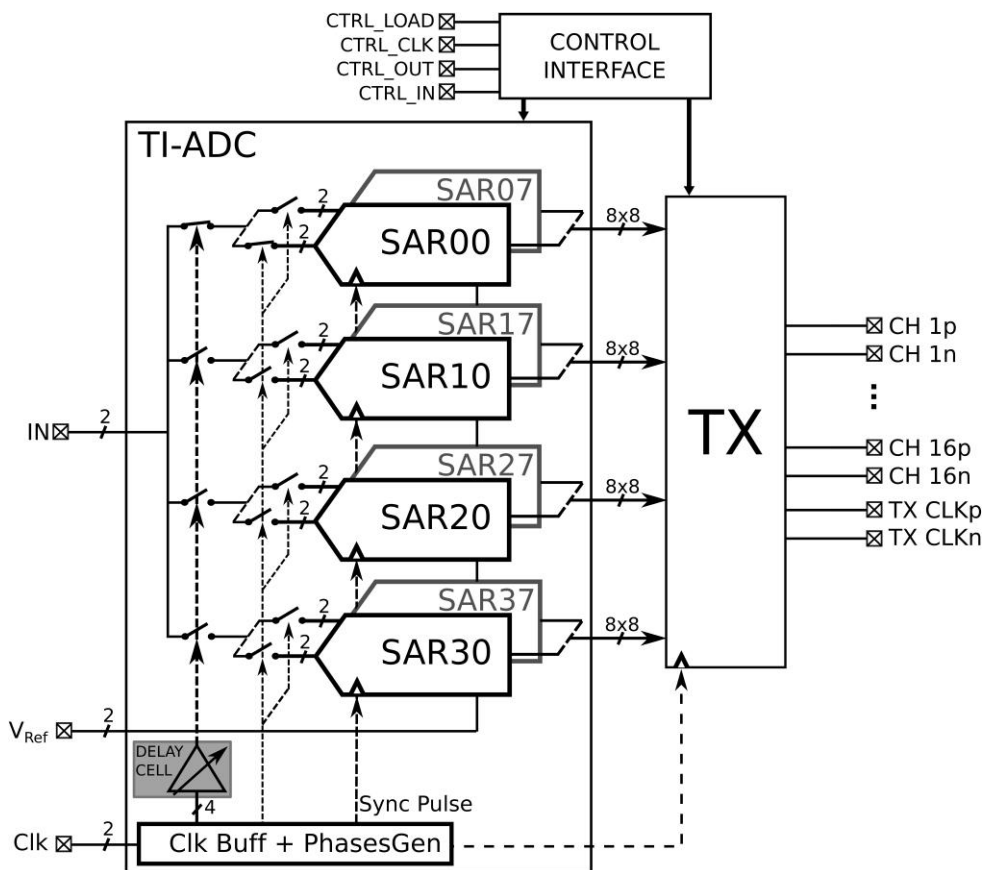 CTRL_LOAD
CTRL_CLK
CTRL_OUT
CTRL_IN
CONTROL
INTERFACE
TI-ADC
2
SAR07
2
SAR00
8x8
2
SAR17
2
SAR10
8x8
IN
2
2
SAR27
2
SAR20
8x8
2
SAR37
2
SAR30
8x8
TX
CH 1p
CH 1n
CH 16p
CH 16n
TX CLKp
TX CLKn
VRef
2
DELAY
CELL
4
Sync Pulse
Clk
2
Clk Buff + PhasesGen